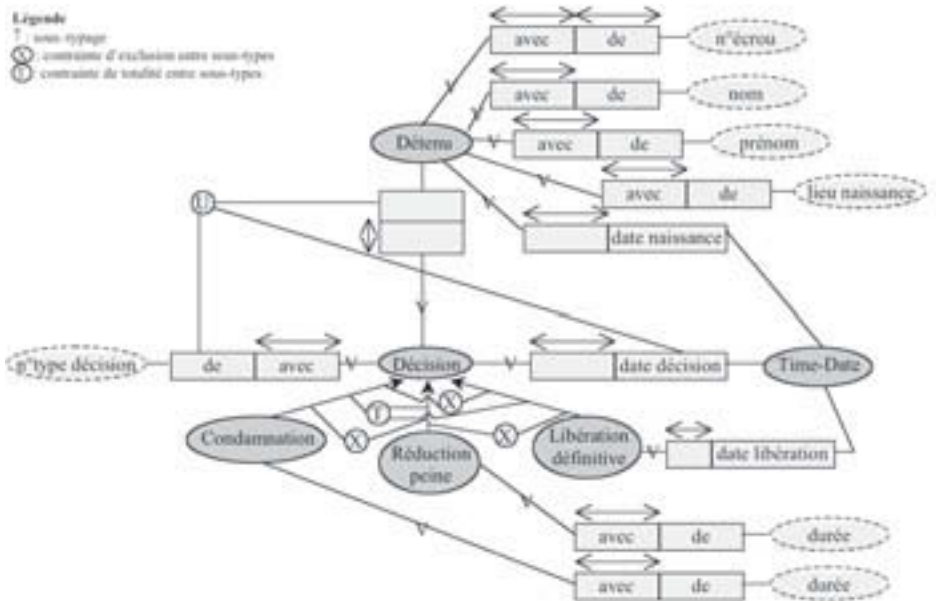 Légende
↑ : sous-typage
Ⓧ : contrainte d'exclusion entre sous-types
Ⓣ : contrainte de totalité entre sous-types
avec de n°écrou
avec de nom
Détenu V avec de prénom
avec de lieu naissance
date naissance
U
n°type décision de avec V Décision V date décision Time-Date
X
T
X
X
Condamnation
Réduction peine
Libération définitive
V date libération
avec de durée
avec de durée